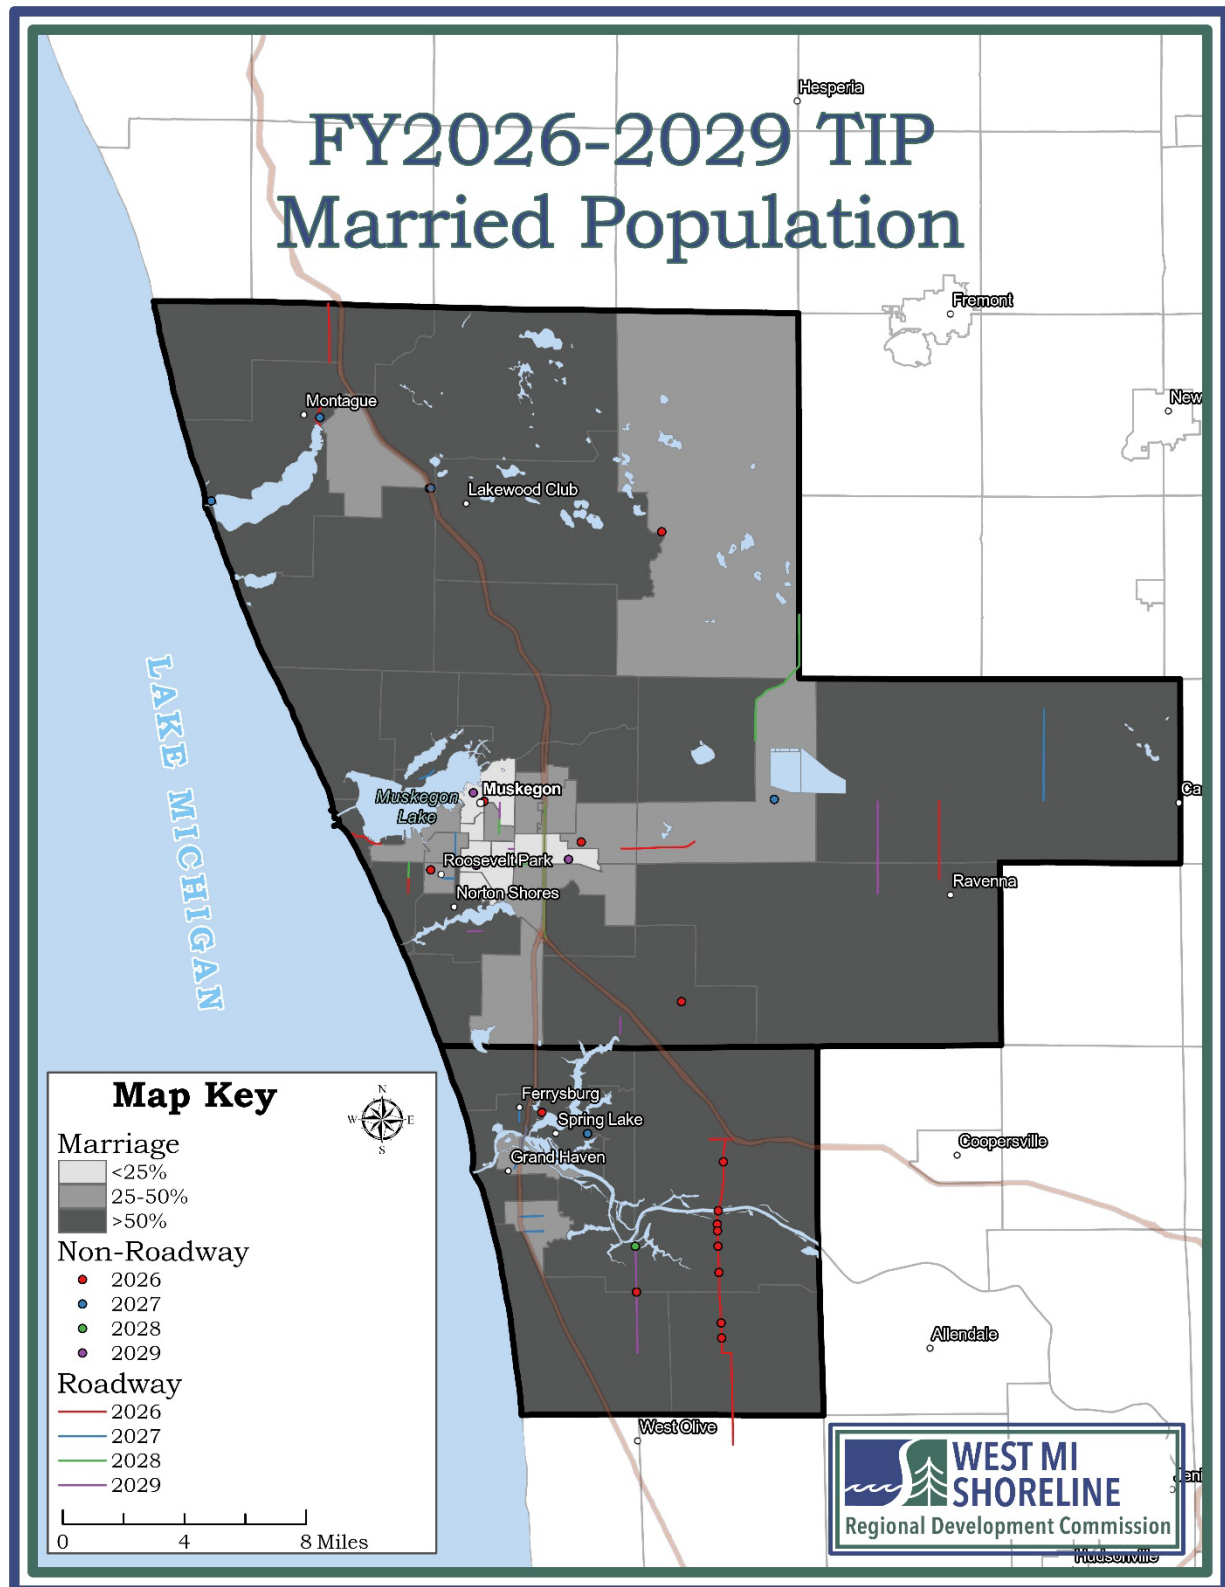 Hesperia
FY2026-2029 TIP
Married Population
Fremont
New
Montague
Lakewood Club
LAKE MICHIGAN
Muskegon
Muskegon
Lake
Ca
Roosevelt Park
Ravenna
Norton Shores
Ferrysburg
Spring Lake
Grand Haven
Coopersville
Allendale
West Olive
Map Key
N
W
E
S
Marriage
<25%
25-50%
>50%
Non-Roadway
2026
2027
2028
2029
Roadway
2026
2027
2028
2029
0 4 8 Miles
WEST MI
SHORELINE
Regional Development Commission
Jeni
Hudsonville